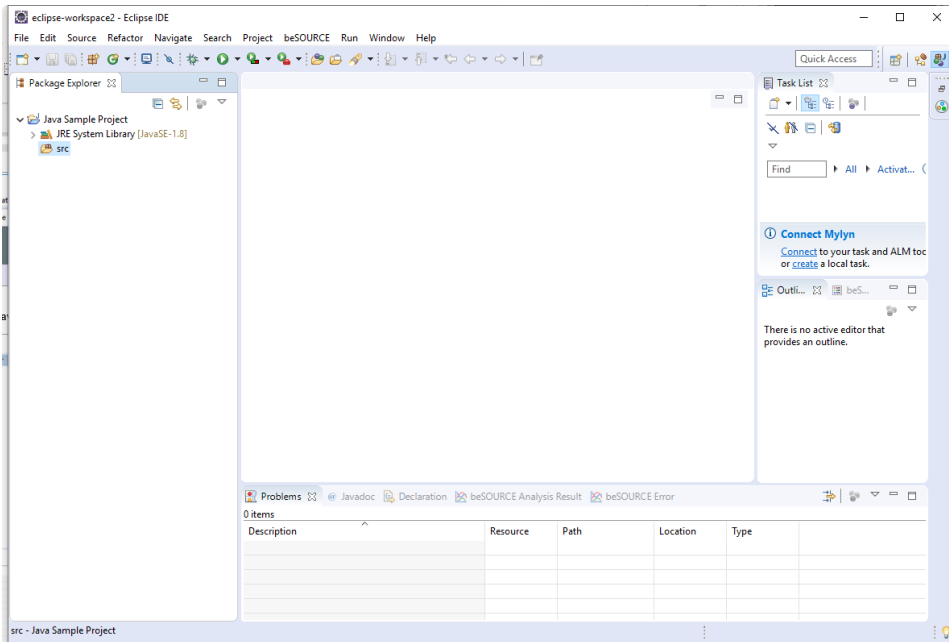 eclipse-workspace2 - Eclipse IDE
File Edit Source Refactor Navigate Search Project beSOURCE Run Window Help
Quick Access
Package Explorer
Java Sample Project
JRE System Library [JavaSE-1.8]
src
Task List
Find All Activat...
Connect Mylyn
Connect to your task and ALM toc
or create a local task.
Outli... beS...
There is no active editor that
provides an outline.
Problems @ Javadoc Declaration beSOURCE Analysis Result beSOURCE Error
0 items
Description Resource Path Location Type
src - Java Sample Project